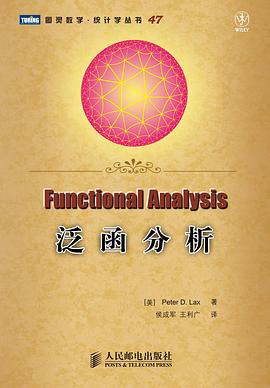 TURING 图灵数学·统计学丛书 47
WILEY
Functional Analysis
泛函分析
[美] Peter D. Lax 著
侯成军 王利广 译
人民邮电出版社
POSTS & TELECOM PRESS